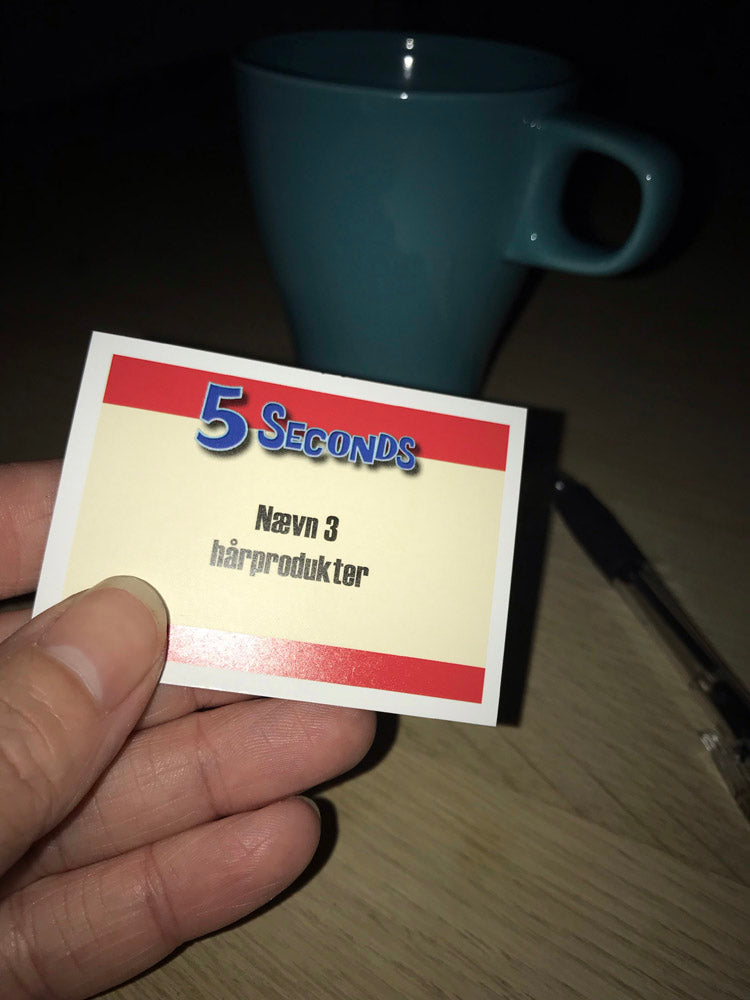 5 SECONDS
Nævn 3
hårprodukter